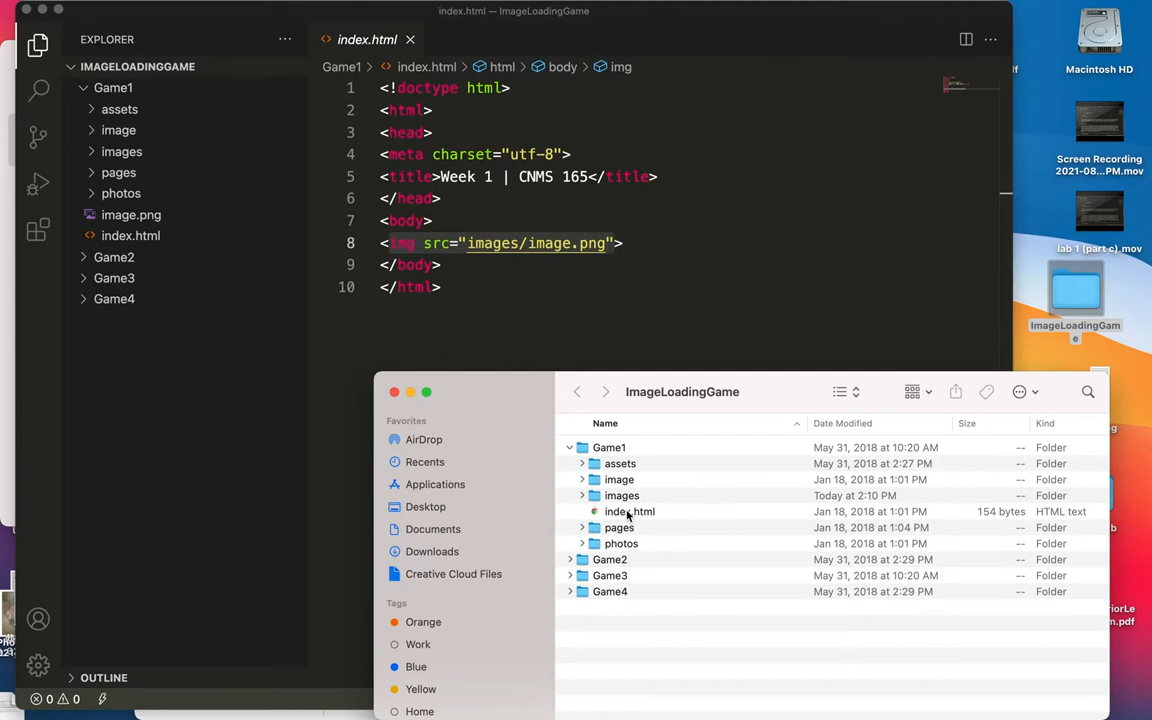 index.html — ImageLoadingGame
EXPLORER
IMAGELOADINGGAME
Game1
assets
image
images
pages
photos
image.png
index.html
Game2
Game3
Game4
OUTLINE
0 0
index.html
Game1 > index.html > html > body > img
1 <!doctype html>
2 <html>
3 <head>
4 <meta charset="utf-8">
5 <title>Week 1 | CNMS 165</title>
6 </head>
7 <body>
8 <img src="images/image.png">
9 </body>
10 </html>
Macintosh HD
Screen Recording
2021-08...PM.mov
lab 1 (part c).mov
ImageLoadingGam
e
Favorites
AirDrop
Recents
Applications
Desktop
Documents
Downloads
Creative Cloud Files
Tags
Orange
Work
Blue
Yellow
Home
ImageLoadingGame
Name Date Modified Size Kind
Game1 May 31, 2018 at 10:20 AM -- Folder
assets May 31, 2018 at 2:27 PM -- Folder
image Jan 18, 2018 at 1:01 PM -- Folder
images Today at 2:10 PM -- Folder
index.html Jan 18, 2018 at 1:01 PM 154 bytes HTML text
pages Jan 18, 2018 at 1:04 PM -- Folder
photos Jan 18, 2018 at 1:01 PM -- Folder
Game2 May 31, 2018 at 2:29 PM -- Folder
Game3 May 31, 2018 at 10:20 AM -- Folder
Game4 May 31, 2018 at 2:29 PM -- Folder